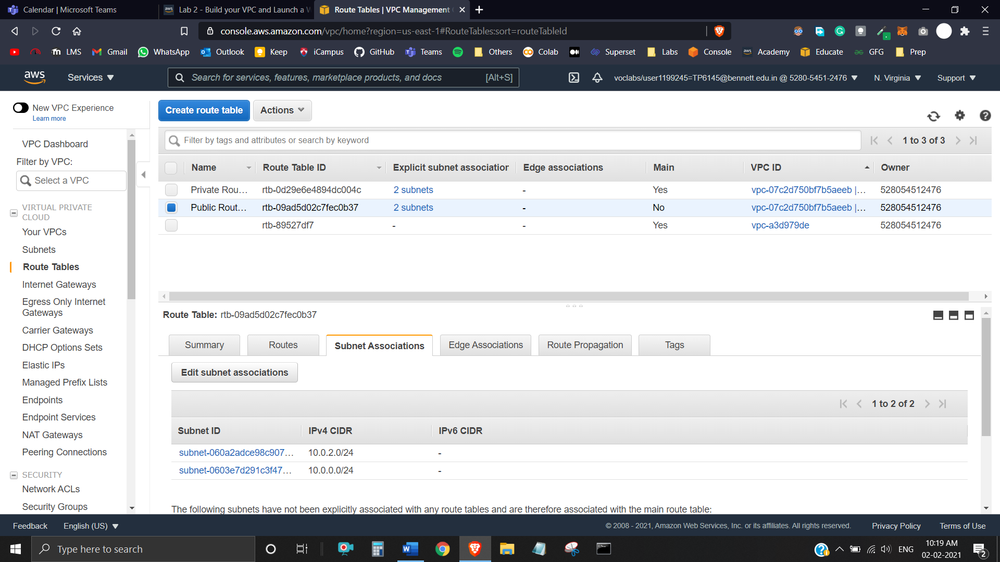 Calendar | Microsoft Teams
aws Lab 2 - Build your VPC and Launch a W
Route Tables | VPC Management
console.aws.amazon.com/vpc/home?region=us-east-1#RouteTables:sort=routeTableId
LMS Gmail WhatsApp Outlook Keep iCampus GitHub Teams Others Colab Superset Labs Console aws Academy Educate GFG Prep
aws Services Search for services, features, marketplace products, and docs [Alt+S] voclabs/user1199245=TP6145@bennett.edu.in @ 5280-5451-2476 N. Virginia Support
New VPC Experience
Learn more
VPC Dashboard
Filter by VPC:
Select a VPC
VIRTUAL PRIVATE
CLOUD
Your VPCs
Subnets
Route Tables
Internet Gateways
Egress Only Internet
Gateways
Carrier Gateways
DHCP Options Sets
Elastic IPs
Managed Prefix Lists
Endpoints
Endpoint Services
NAT Gateways
Peering Connections
SECURITY
Network ACLs
Security Groups
Create route table Actions
Filter by tags and attributes or search by keyword 1 to 3 of 3
Name Route Table ID Explicit subnet association Edge associations Main VPC ID Owner
Private Rou... rtb-0d29e6e4894dc004c 2 subnets - Yes vpc-07c2d750bf7b5aeeb |... 528054512476
Public Rout... rtb-09ad5d02c7fec0b37 2 subnets - No vpc-07c2d750bf7b5aeeb |... 528054512476
rtb-89527df7 - - Yes vpc-a3d979de 528054512476
Route Table: rtb-09ad5d02c7fec0b37
Summary Routes Subnet Associations Edge Associations Route Propagation Tags
Edit subnet associations
1 to 2 of 2
Subnet ID IPv4 CIDR IPv6 CIDR
subnet-060a2adce98c907... 10.0.2.0/24 -
subnet-0603e7d291c3f47... 10.0.0.0/24 -
The following subnets have not been explicitly associated with any route tables and are therefore associated with the main route table:
Feedback English (US) © 2008 - 2021, Amazon Web Services, Inc. or its affiliates. All rights reserved. Privacy Policy Terms of Use
Type here to search
ENG
10:19 AM
02-02-2021
2